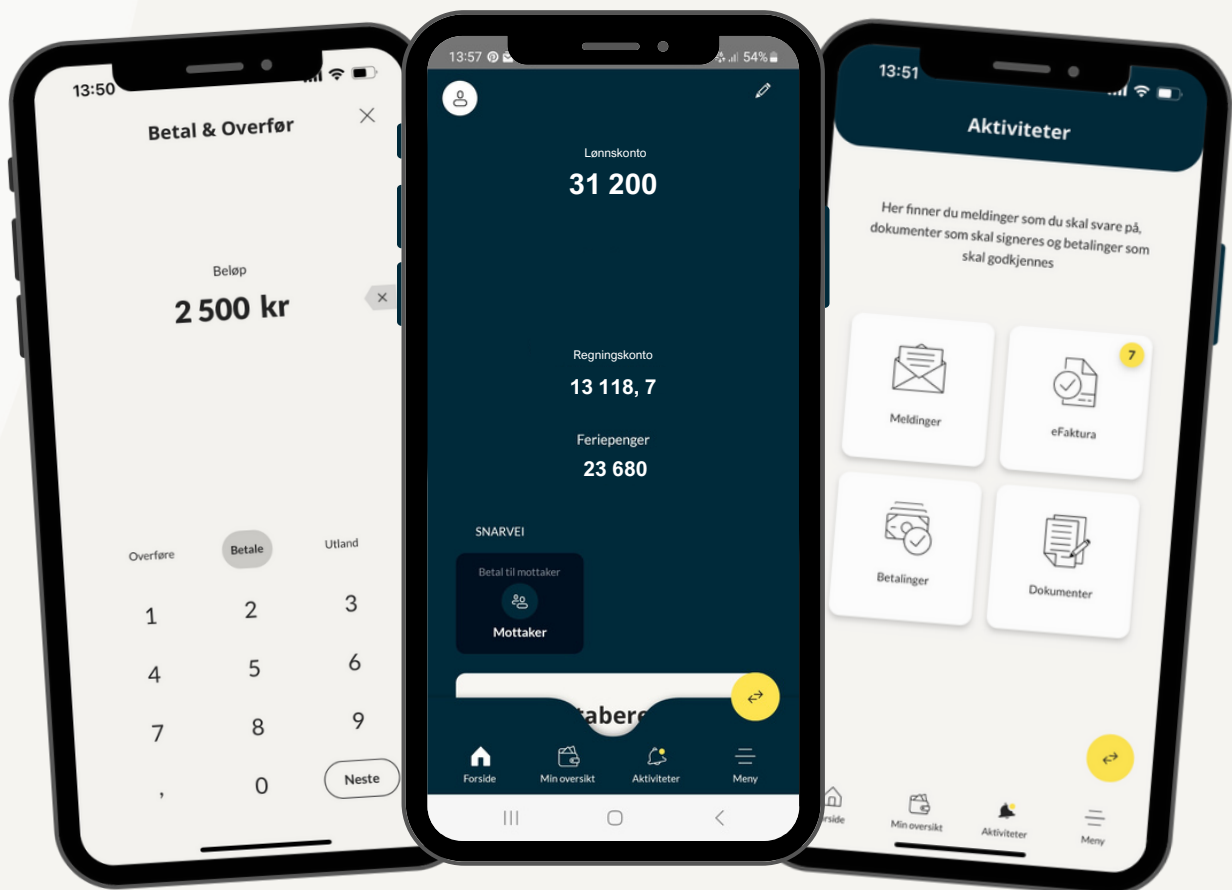 13:50
Betal & Overfør
Beløp
2 500 kr
Overføre
Betale
Utland
1
2
3
4
5
6
7
8
9
,
0
Neste
13:57
54%
Lønnskonto
31 200
Regningskonto
13 118, 7
Feriepenger
23 680
SNARVEI
Betal til mottaker
Mottaker
Forside
Min oversikt
Aktiviteter
Meny
13:51
Aktiviteter
Her finner du meldinger som du skal svare på,
dokumenter som skal signeres og betalinger som
skal godkjennes
Meldinger
7
eFaktura
Betalinger
Dokumenter
Min oversikt
Aktiviteter
Meny